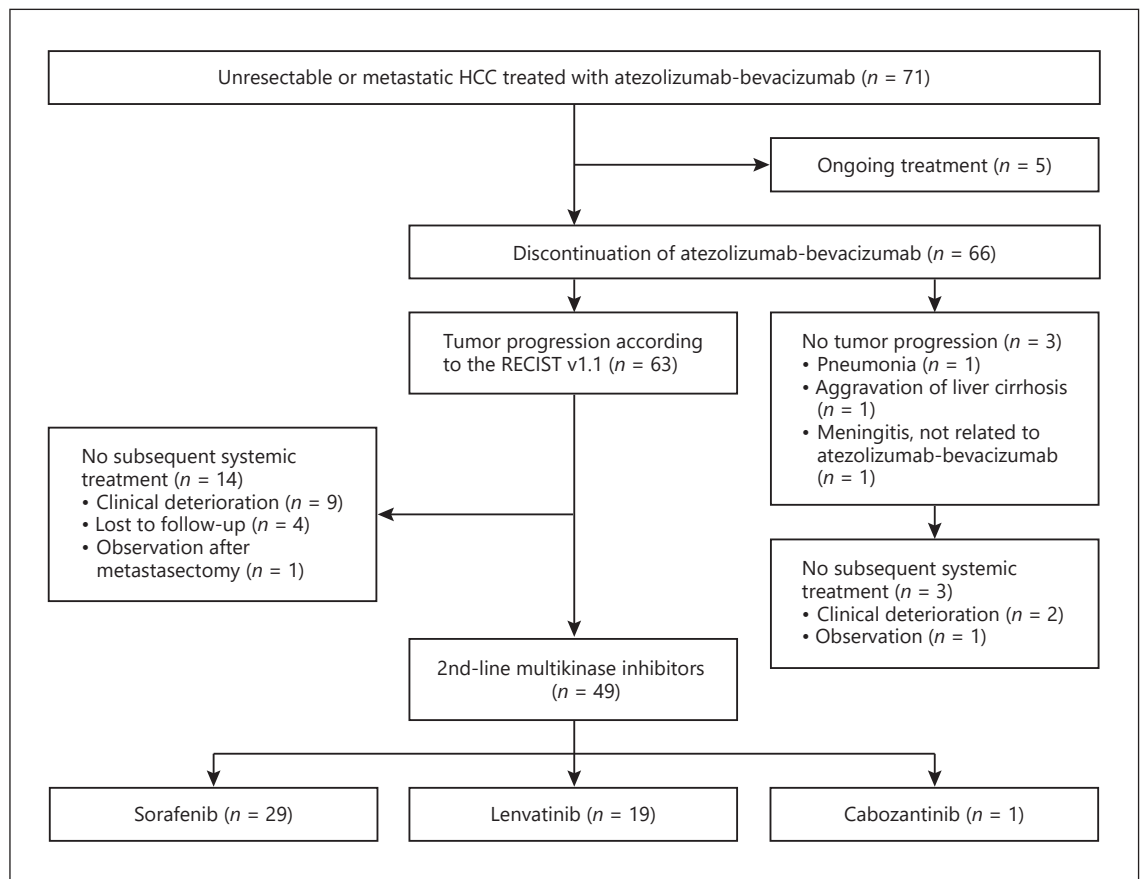 Unresectable or metastatic HCC treated with atezolizumab-bevacizumab (n = 71)
Ongoing treatment (n = 5)
Discontinuation of atezolizumab-bevacizumab (n = 66)
Tumor progression according
to the RECIST v1.1 (n = 63)
No tumor progression (n = 3)
• Pneumonia (n = 1)
• Aggravation of liver cirrhosis
(n = 1)
• Meningitis, not related to
atezolizumab-bevacizumab
(n = 1)
No subsequent systemic
treatment (n = 14)
• Clinical deterioration (n = 9)
• Lost to follow-up (n = 4)
• Observation after
metastasectomy (n = 1)
No subsequent systemic
treatment (n = 3)
• Clinical deterioration (n = 2)
• Observation (n = 1)
2nd-line multikinase inhibitors
(n = 49)
Sorafenib (n = 29)
Lenvatinib (n = 19)
Cabozantinib (n = 1)